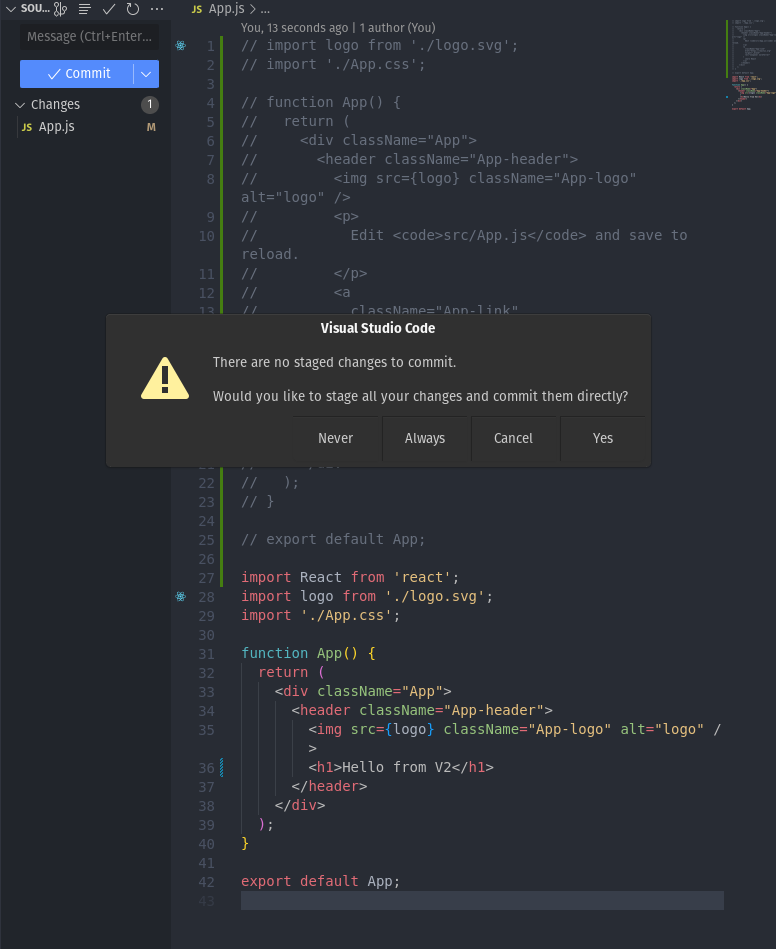 SOU...
Message (Ctrl+Enter...
Commit
Changes
1
JS App.js
M
JS App.js > ...
You, 13 seconds ago | 1 author (You)
1 // import logo from './logo.svg';
2 // import './App.css';
3
4 // function App() {
5 //   return (
6 //     <div className="App">
7 //       <header className="App-header">
8 //         <img src={logo} className="App-logo"
alt="logo" />
9 //         <p>
10 //           Edit <code>src/App.js</code> and save to
reload.
11 //         </p>
12 //         <a
13 //           className="App-link"
Visual Studio Code
There are no staged changes to commit.
Would you like to stage all your changes and commit them directly?
Never
Always
Cancel
Yes
22 //   );
23 // }
24
25 // export default App;
26
27 import React from 'react';
28 import logo from './logo.svg';
29 import './App.css';
30
31 function App() {
32   return (
33     <div className="App">
34       <header className="App-header">
35         <img src={logo} className="App-logo" alt="logo" /
>
36         <h1>Hello from V2</h1>
37       </header>
38     </div>
39   );
40 }
41
42 export default App;
43